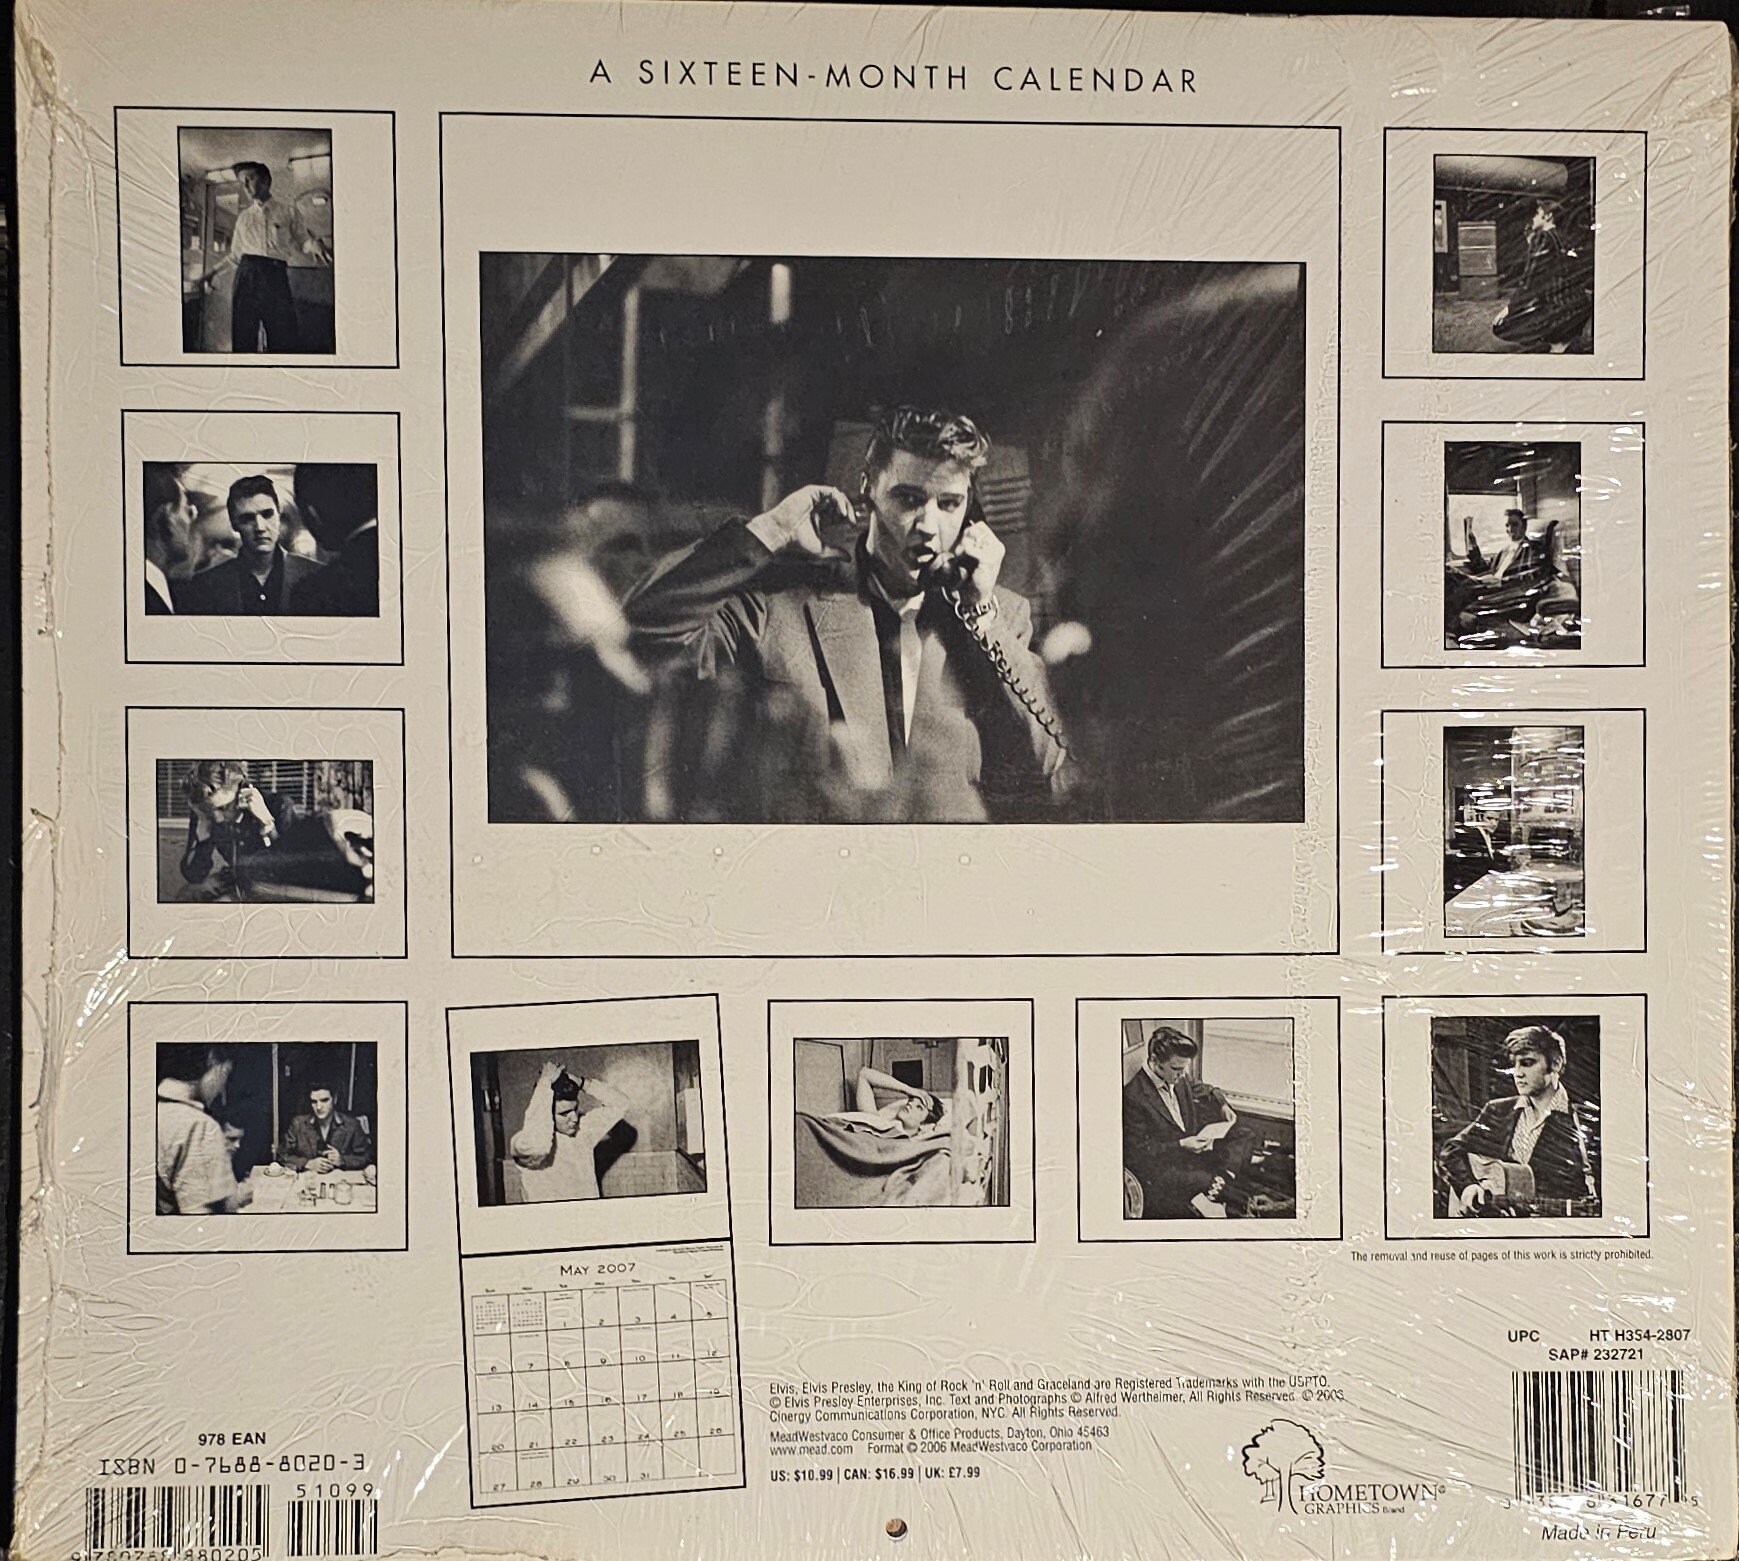 A SIXTEEN-MONTH CALENDAR
The removal and reuse of pages of this work is strictly prohibited.
MAY 2007
1 2 3 4 5
6 7 8 9 10 11 12
13 14 15 16 17 18 19
20 21 22 23 24 25 26
27 28 29 30 31
UPC HT H354-2807
SAP# 232721
Elvis, Elvis Presley, the King of Rock 'n' Roll and Graceland are Registered Trademarks with the USPTO.
© Elvis Presley Enterprises, Inc. Text and Photographs © Alfred Wertheimer, All Rights Reserved. © 2006
Cinergy Communications Corporation, NYC. All Rights Reserved.
MeadWestvaco Consumer & Office Products, Dayton, Ohio 45463
www.mead.com Format © 2006 MeadWestvaco Corporation
US: $10.99 | CAN: $16.99 | UK: £7.99
HOMETOWN®
GRAPHICS Brand
978 EAN
ISBN 0-7688-8020-3
51099
Made in Peru